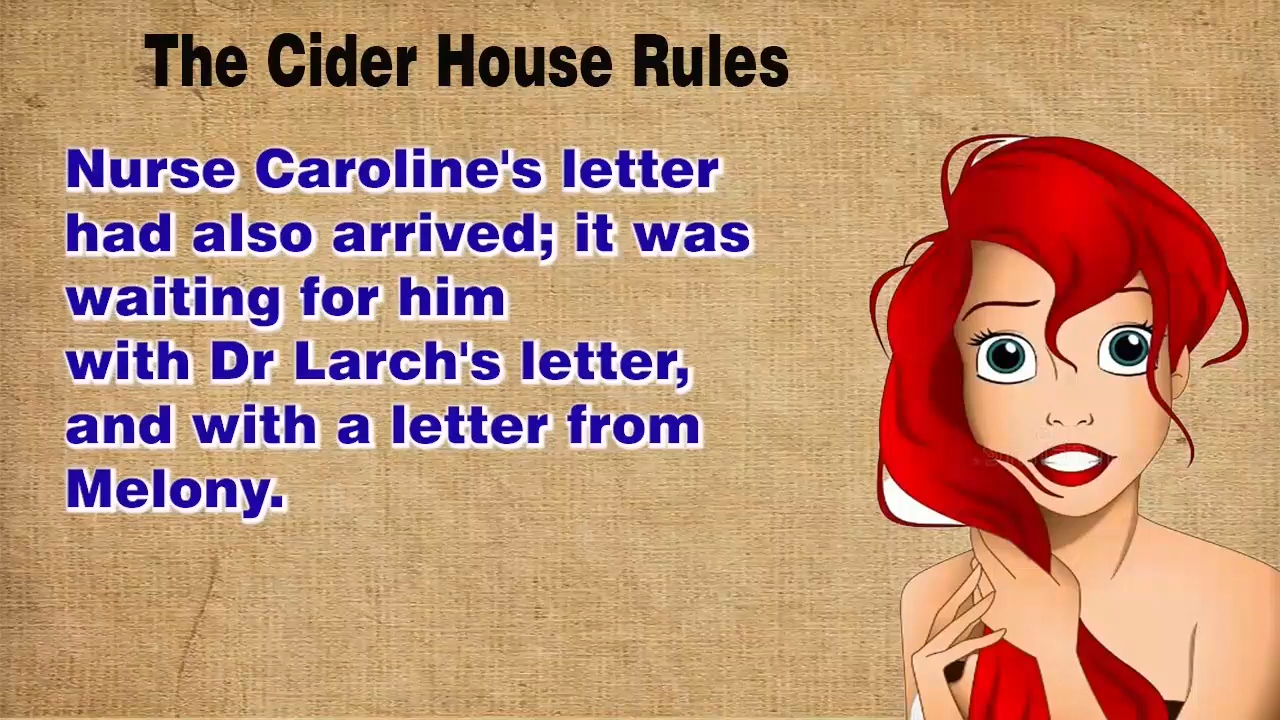 The Cider House Rules
Nurse Caroline's letter
had also arrived; it was
waiting for him
with Dr Larch's letter,
and with a letter from
Melony.